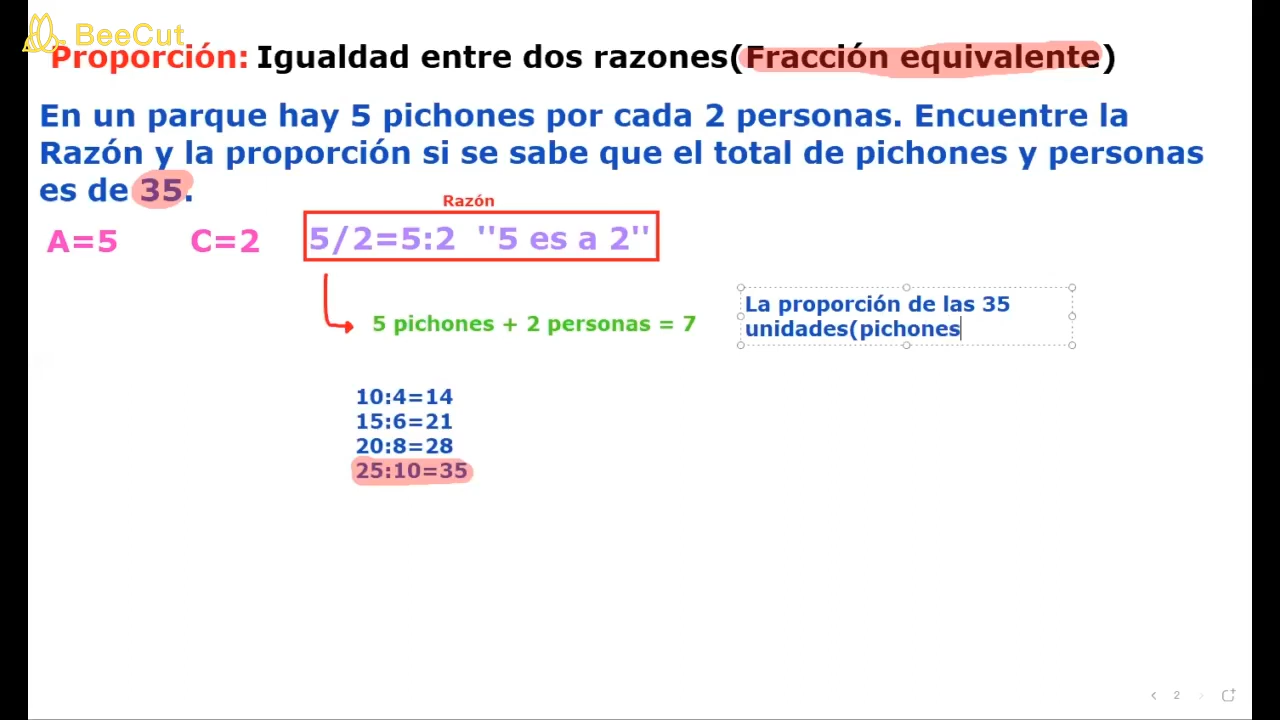 BeeCut
Proporción: Igualdad entre dos razones(Fracción equivalente)
En un parque hay 5 pichones por cada 2 personas. Encuentre la
Razón y la proporción si se sabe que el total de pichones y personas
es de 35.
Razón
A=5 C=2 5/2=5:2 ''5 es a 2''
La proporción de las 35
unidades(pichones
5 pichones + 2 personas = 7
10:4=14
15:6=21
20:8=28
25:10=35
2